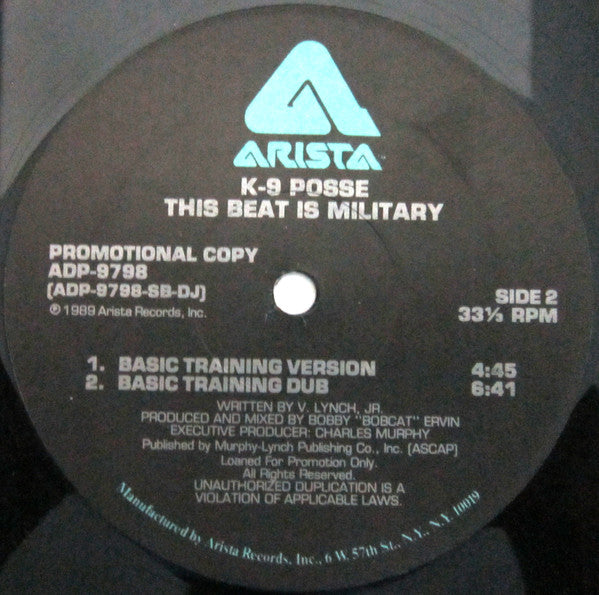 ARISTA
K-9 POSSE
THIS BEAT IS MILITARY
PROMOTIONAL COPY
ADP-9798
(ADP-9798-SB-DJ)
℗ 1989 Arista Records, Inc.
SIDE 2
33⅓ RPM
1. BASIC TRAINING VERSION 4:45
2. BASIC TRAINING DUB 6:41
WRITTEN BY V. LYNCH, JR.
PRODUCED AND MIXED BY BOBBY "BOBCAT" ERVIN
EXECUTIVE PRODUCER: CHARLES MURPHY
Published by Murphy-Lynch Publishing Co., Inc. (ASCAP)
Loaned For Promotion Only.
All Rights Reserved.
UNAUTHORIZED DUPLICATION IS A
VIOLATION OF APPLICABLE LAWS.
Manufactured by Arista Records, Inc., 6 W. 57th St., N.Y., N.Y. 10019